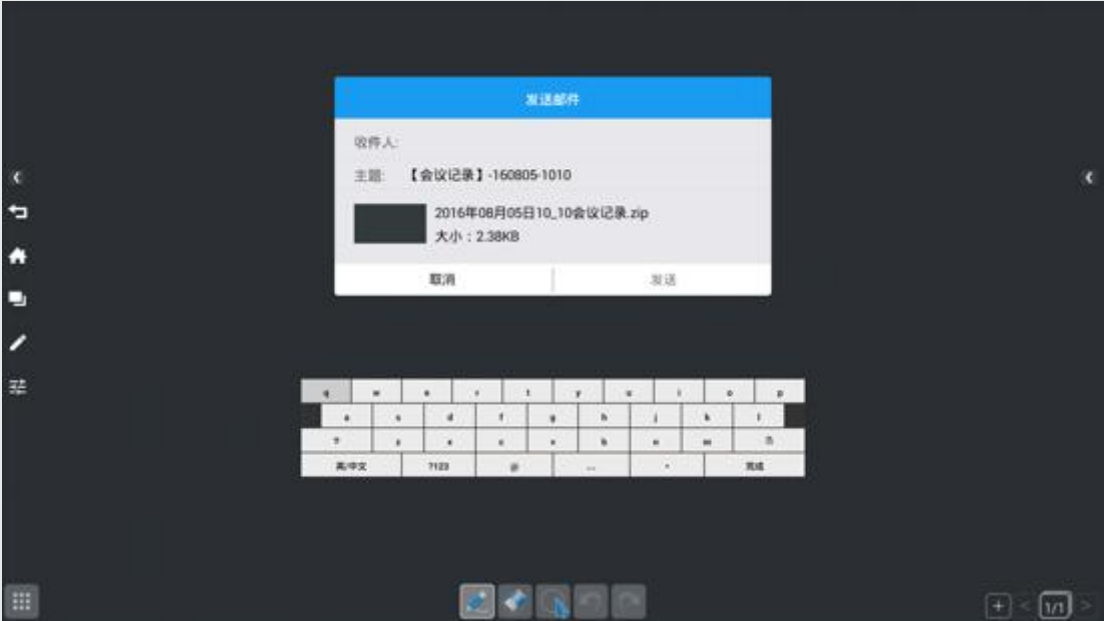 发送邮件
收件人:
主题: 【会议记录】-160805-1010
2016年08月05日10_10会议记录.zip
大小：2.38KB
取消 发送
q w e r t y u i o p
a s d f g h j k l
z x c v b n m
英/中文 ?123 @ ... 完成
1/1